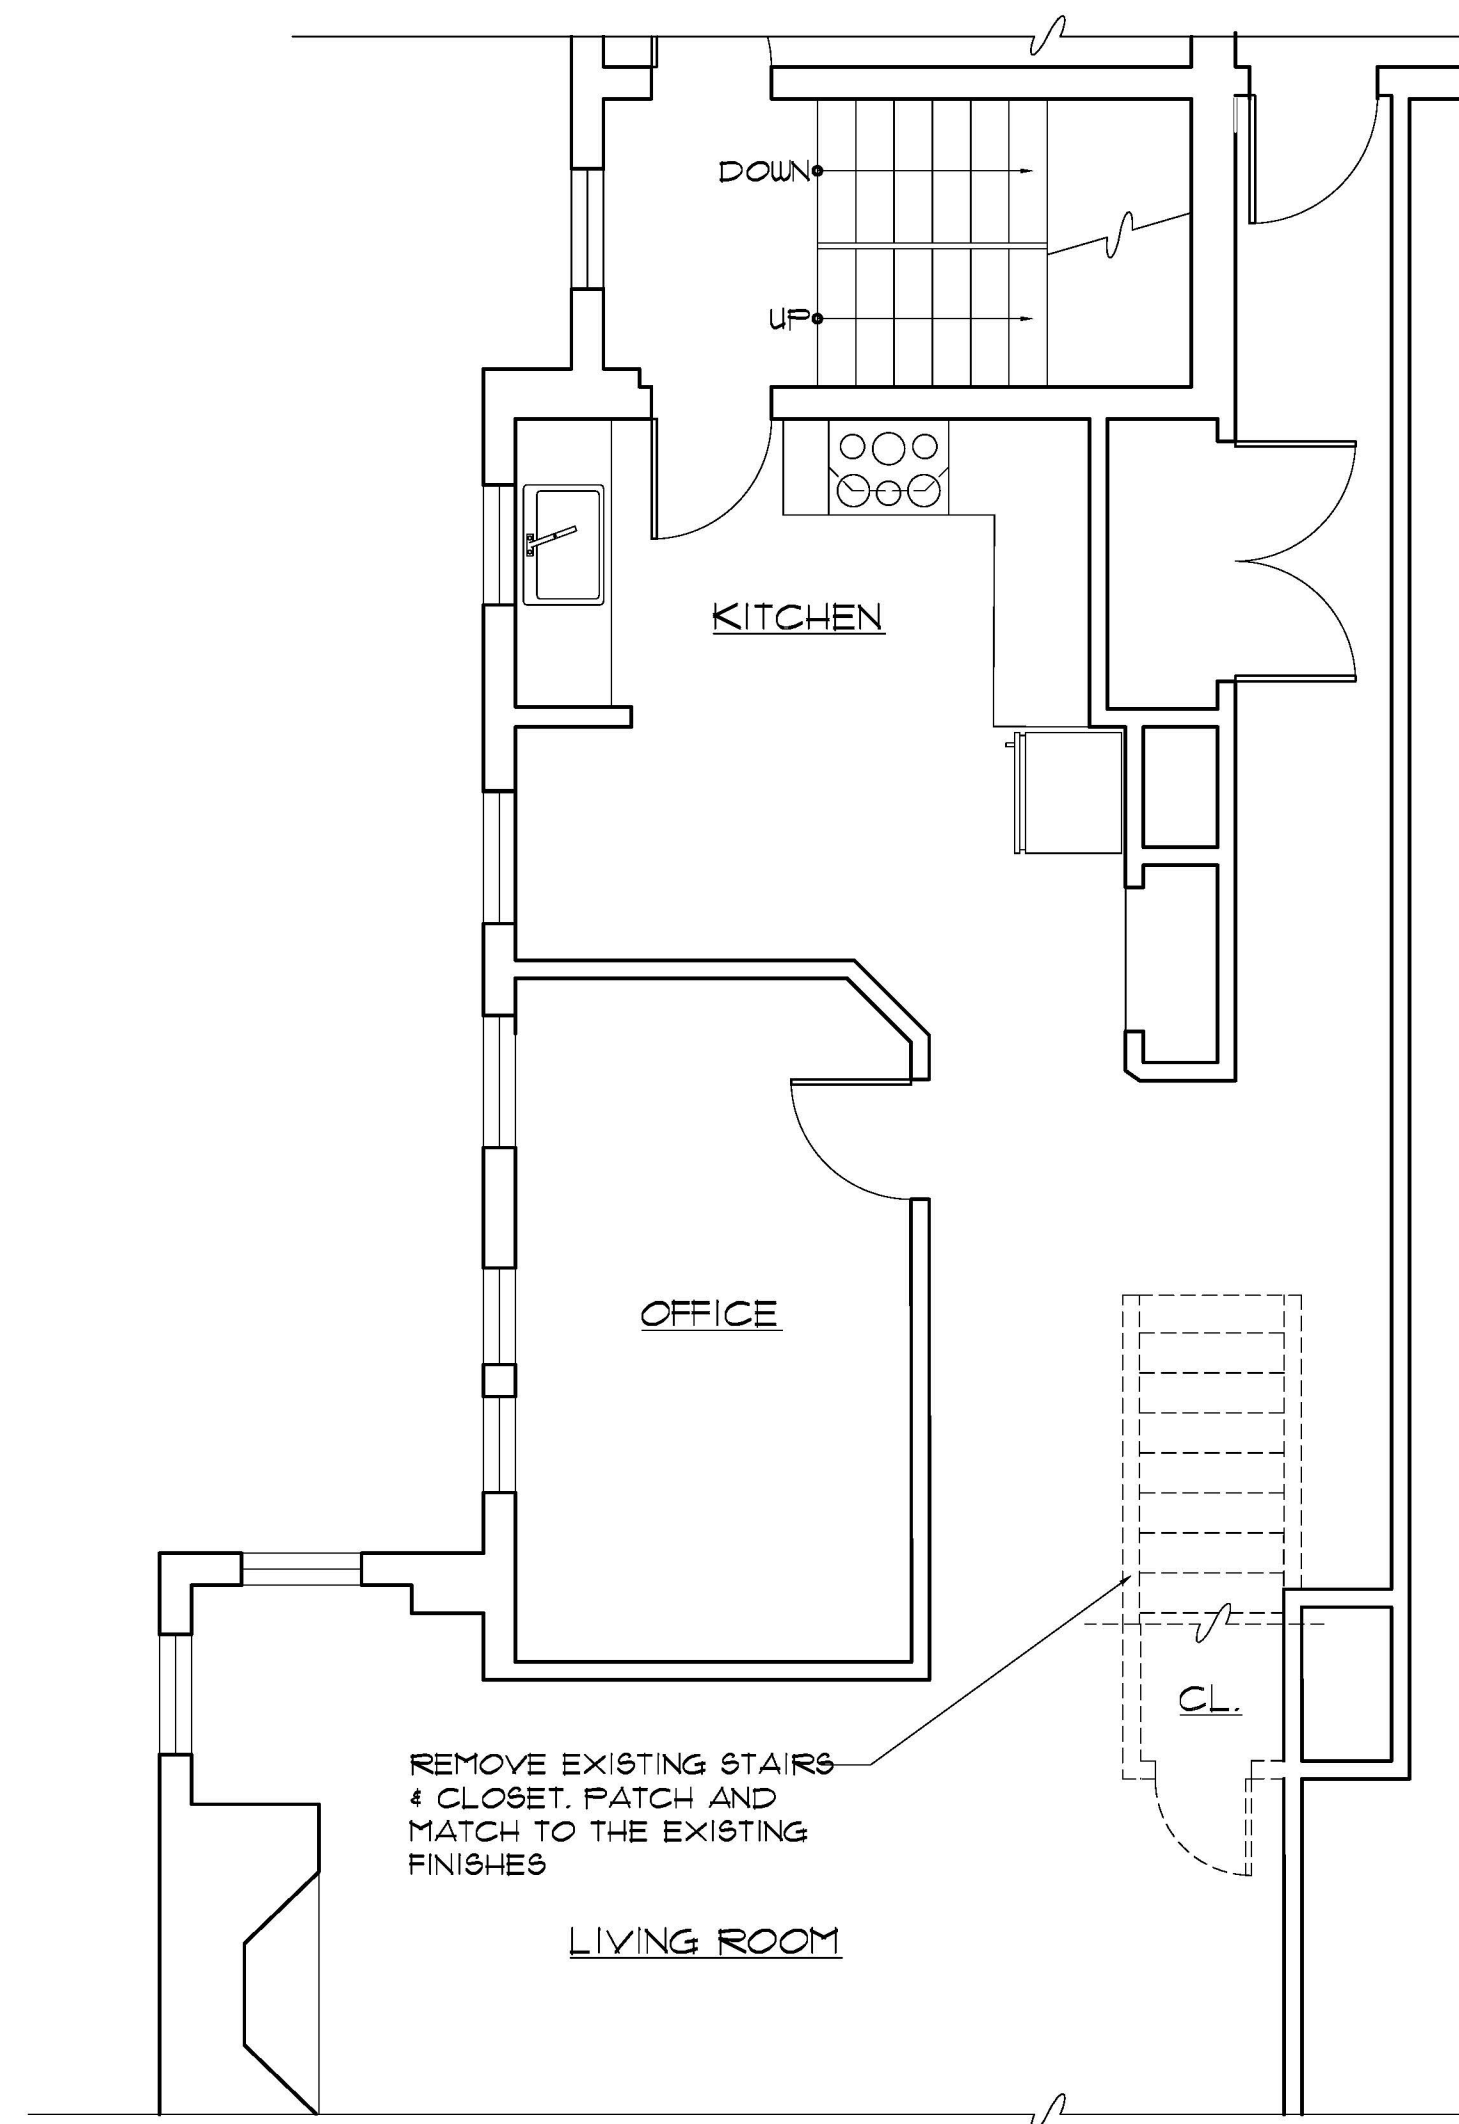 DOWN
UP
KITCHEN
OFFICE
CL.
REMOVE EXISTING STAIRS
& CLOSET. PATCH AND
MATCH TO THE EXISTING
FINISHES
LIVING ROOM